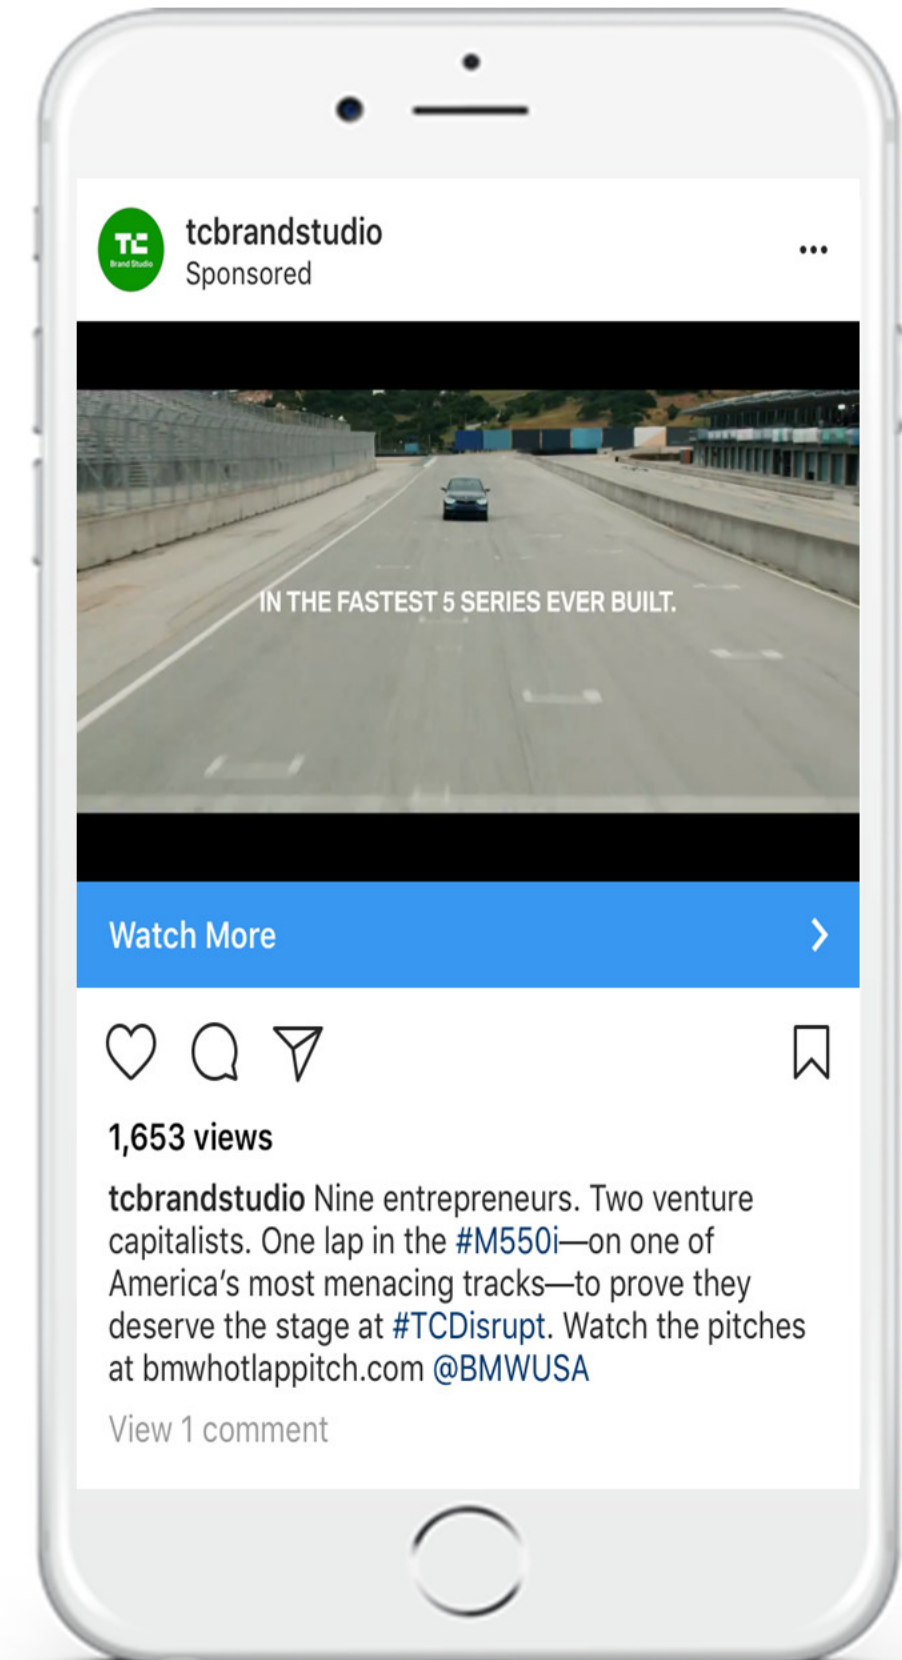 TC
Brand Studio
tcbrandstudio
Sponsored
IN THE FASTEST 5 SERIES EVER BUILT.
Watch More
1,653 views
tcbrandstudio Nine entrepreneurs. Two venture
capitalists. One lap in the #M550i—on one of
America’s most menacing tracks—to prove they
deserve the stage at #TCDisrupt. Watch the pitches
at bmwhotlappitch.com @BMWUSA
View 1 comment